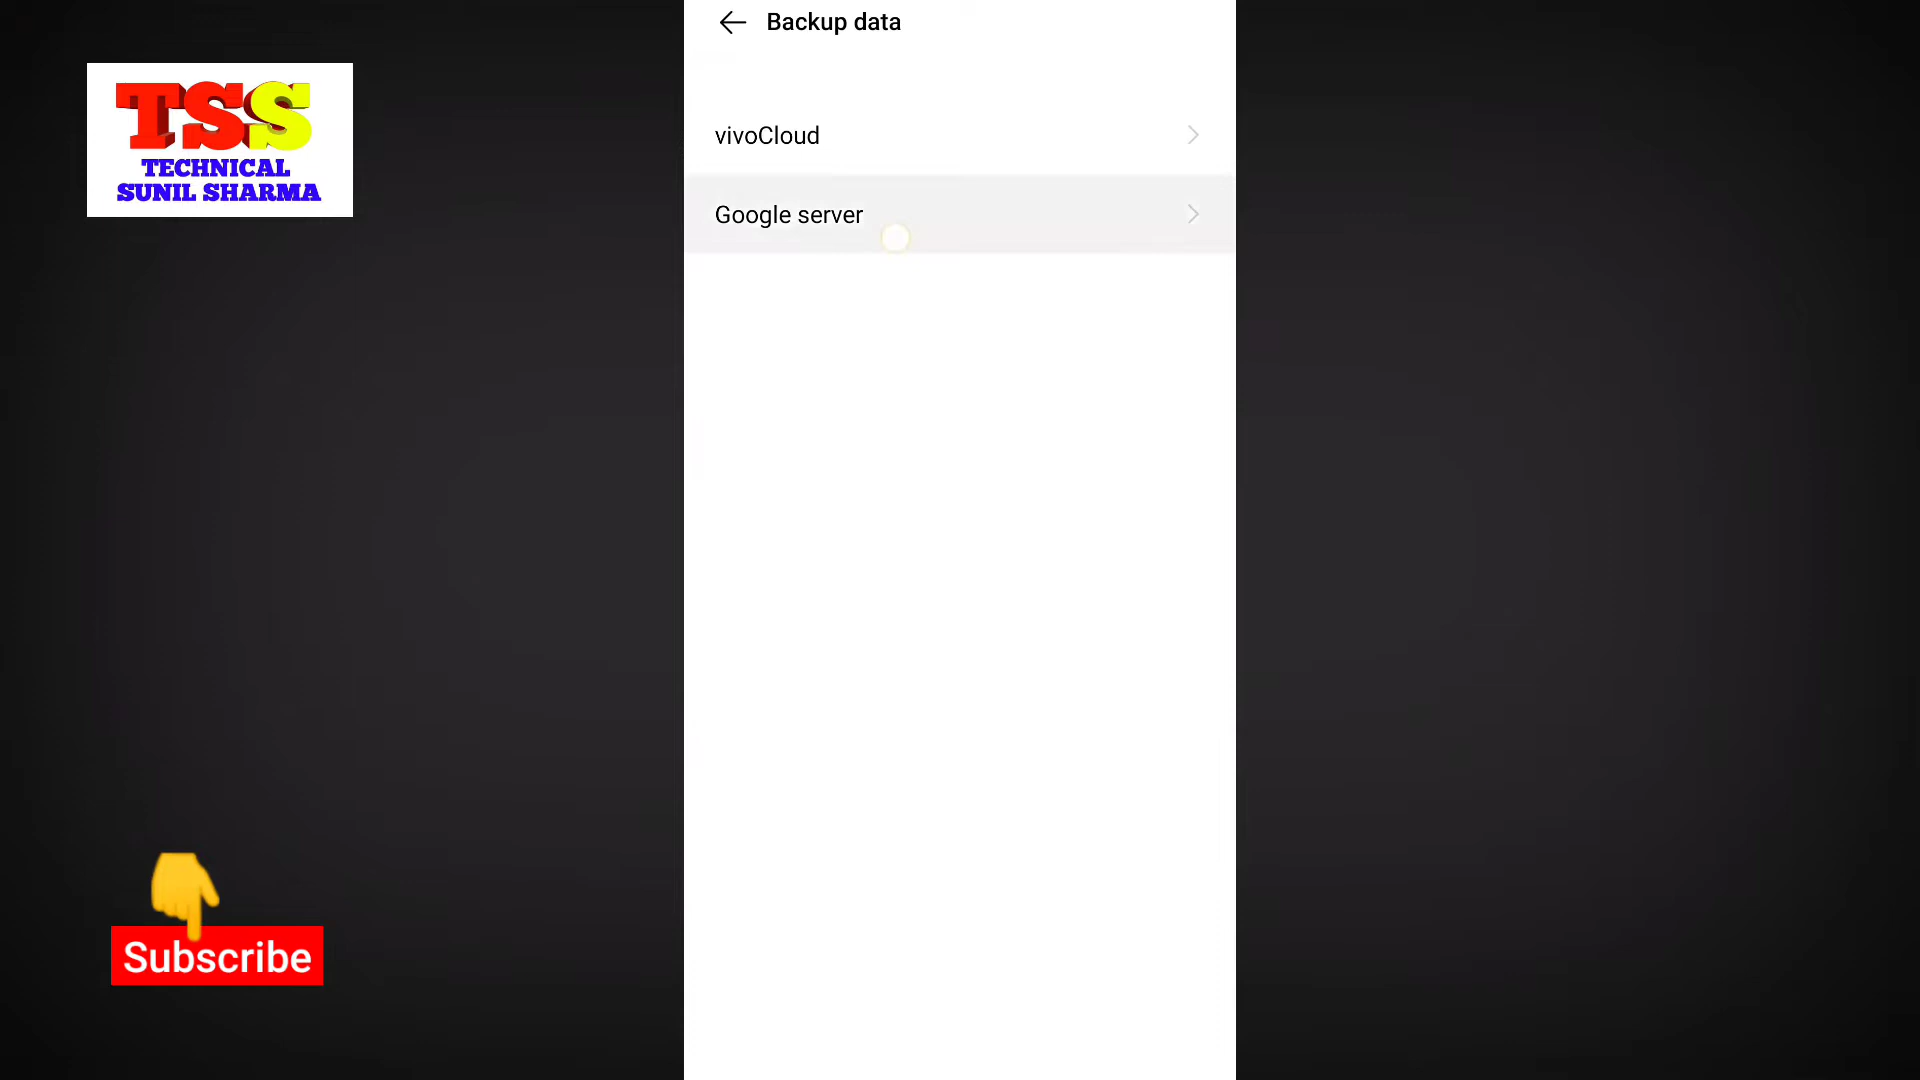 Backup data
TSS
TECHNICAL
SUNIL SHARMA
vivoCloud
Google server
Subscribe